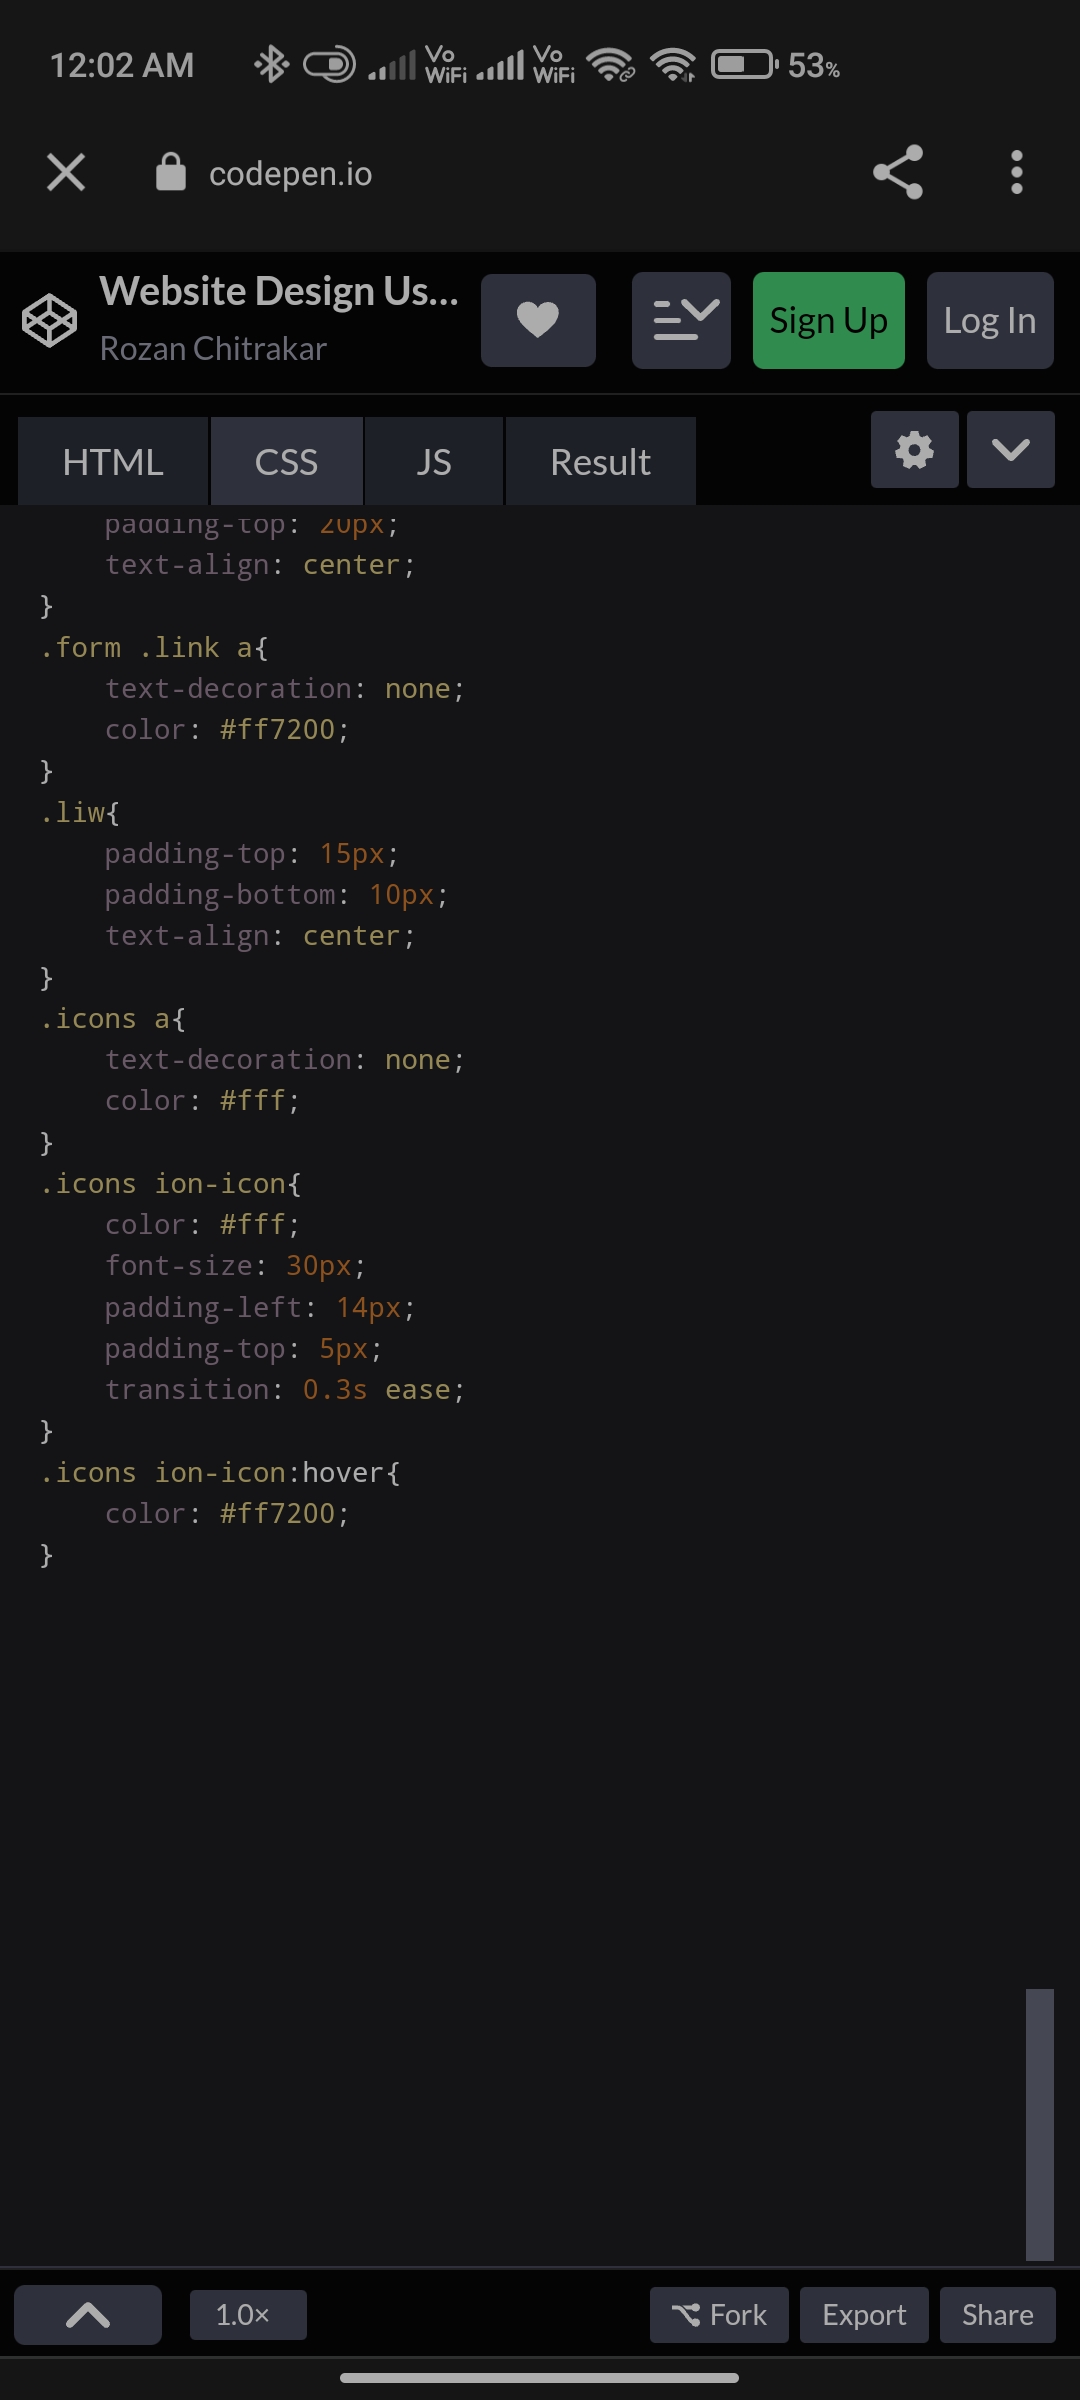 12:02 AM Vo WiFi Vo WiFi 53%
codepen.io
Website Design Us...
Rozan Chitrakar
Sign Up
Log In
HTML CSS JS Result
padding-top: 20px;
text-align: center;
}
.form .link a{
text-decoration: none;
color: #ff7200;
}
.liw{
padding-top: 15px;
padding-bottom: 10px;
text-align: center;
}
.icons a{
text-decoration: none;
color: #fff;
}
.icons ion-icon{
color: #fff;
font-size: 30px;
padding-left: 14px;
padding-top: 5px;
transition: 0.3s ease;
}
.icons ion-icon:hover{
color: #ff7200;
}
1.0× Fork Export Share